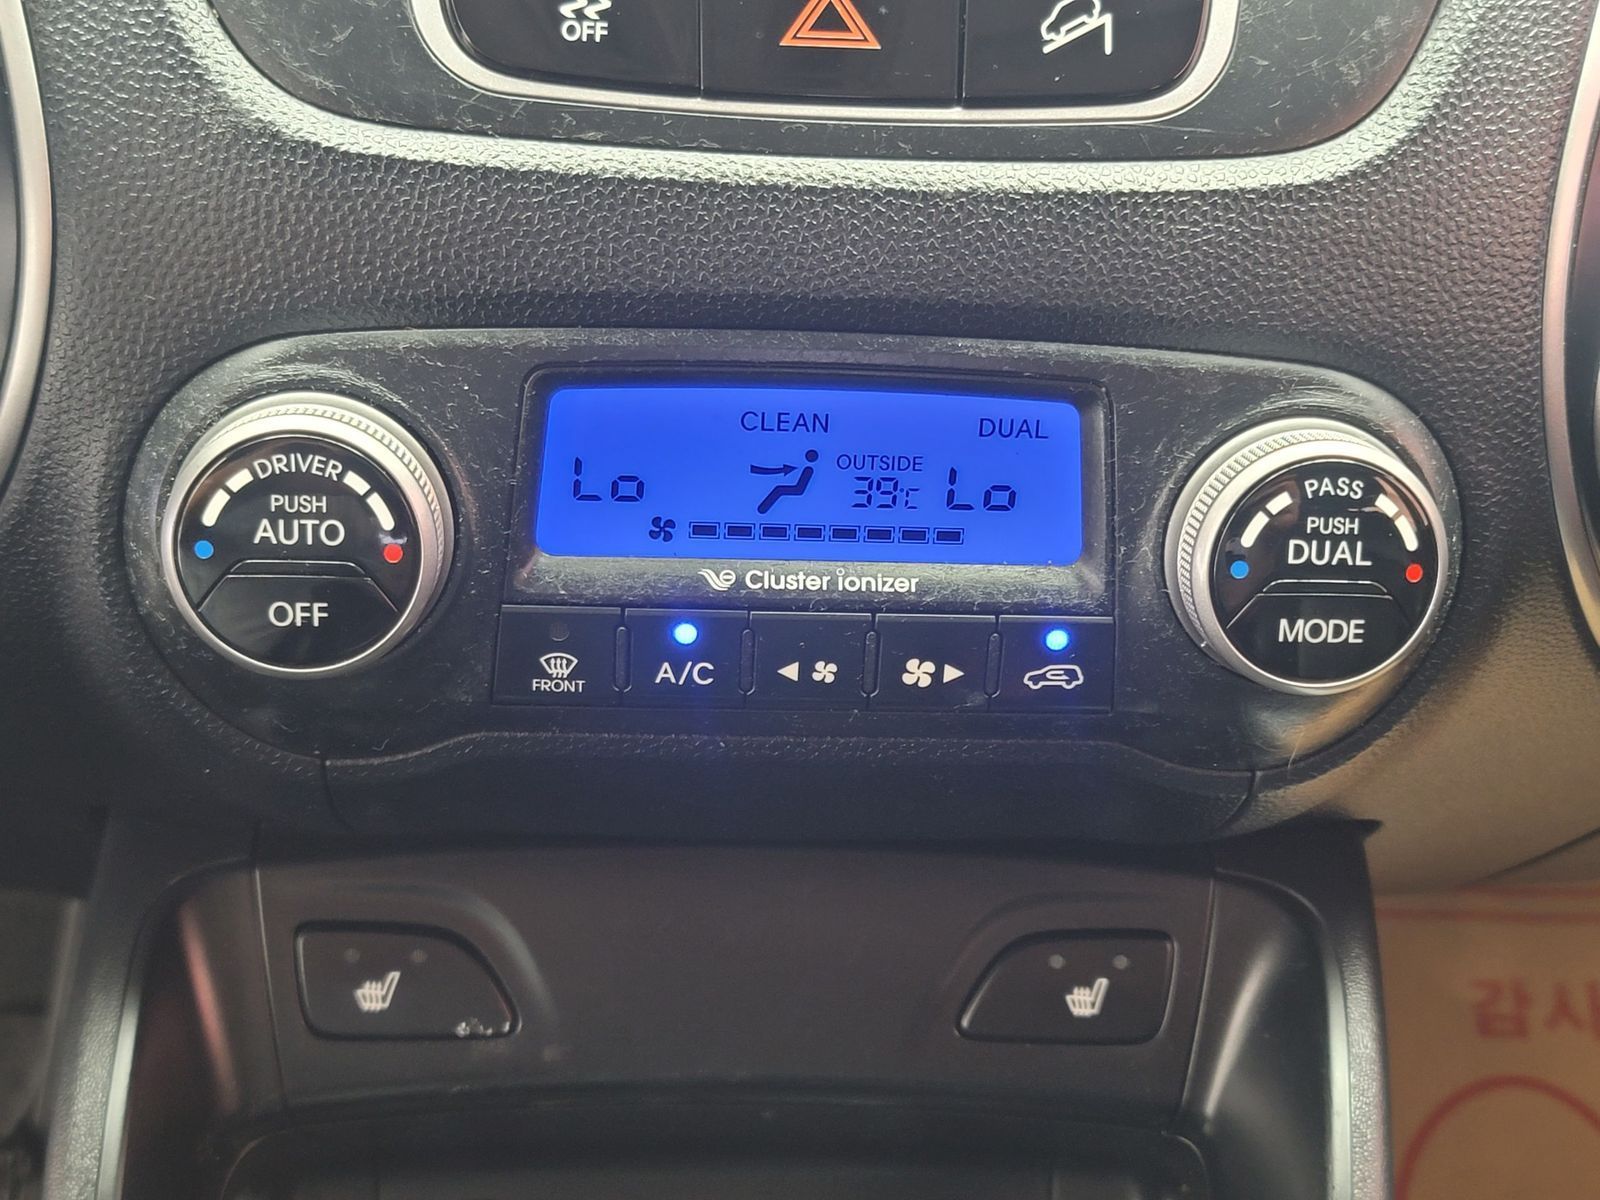 OFF
CLEAN
DUAL
Lo
OUTSIDE
39℃
Lo
Cluster ionizer
DRIVER
PUSH
AUTO
OFF
PASS
PUSH
DUAL
MODE
FRONT
A/C
감사